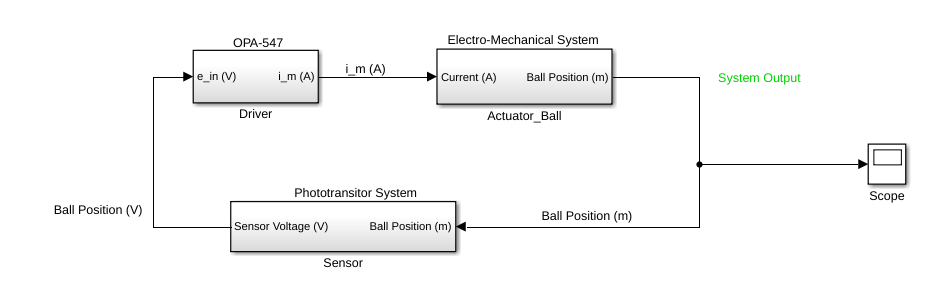 OPA-547
e_in (V)
i_m (A)
Driver
i_m (A)
Electro-Mechanical System
Current (A)
Ball Position (m)
Actuator_Ball
System Output
Scope
Ball Position (V)
Phototransitor System
Sensor Voltage (V)
Ball Position (m)
Sensor
Ball Position (m)